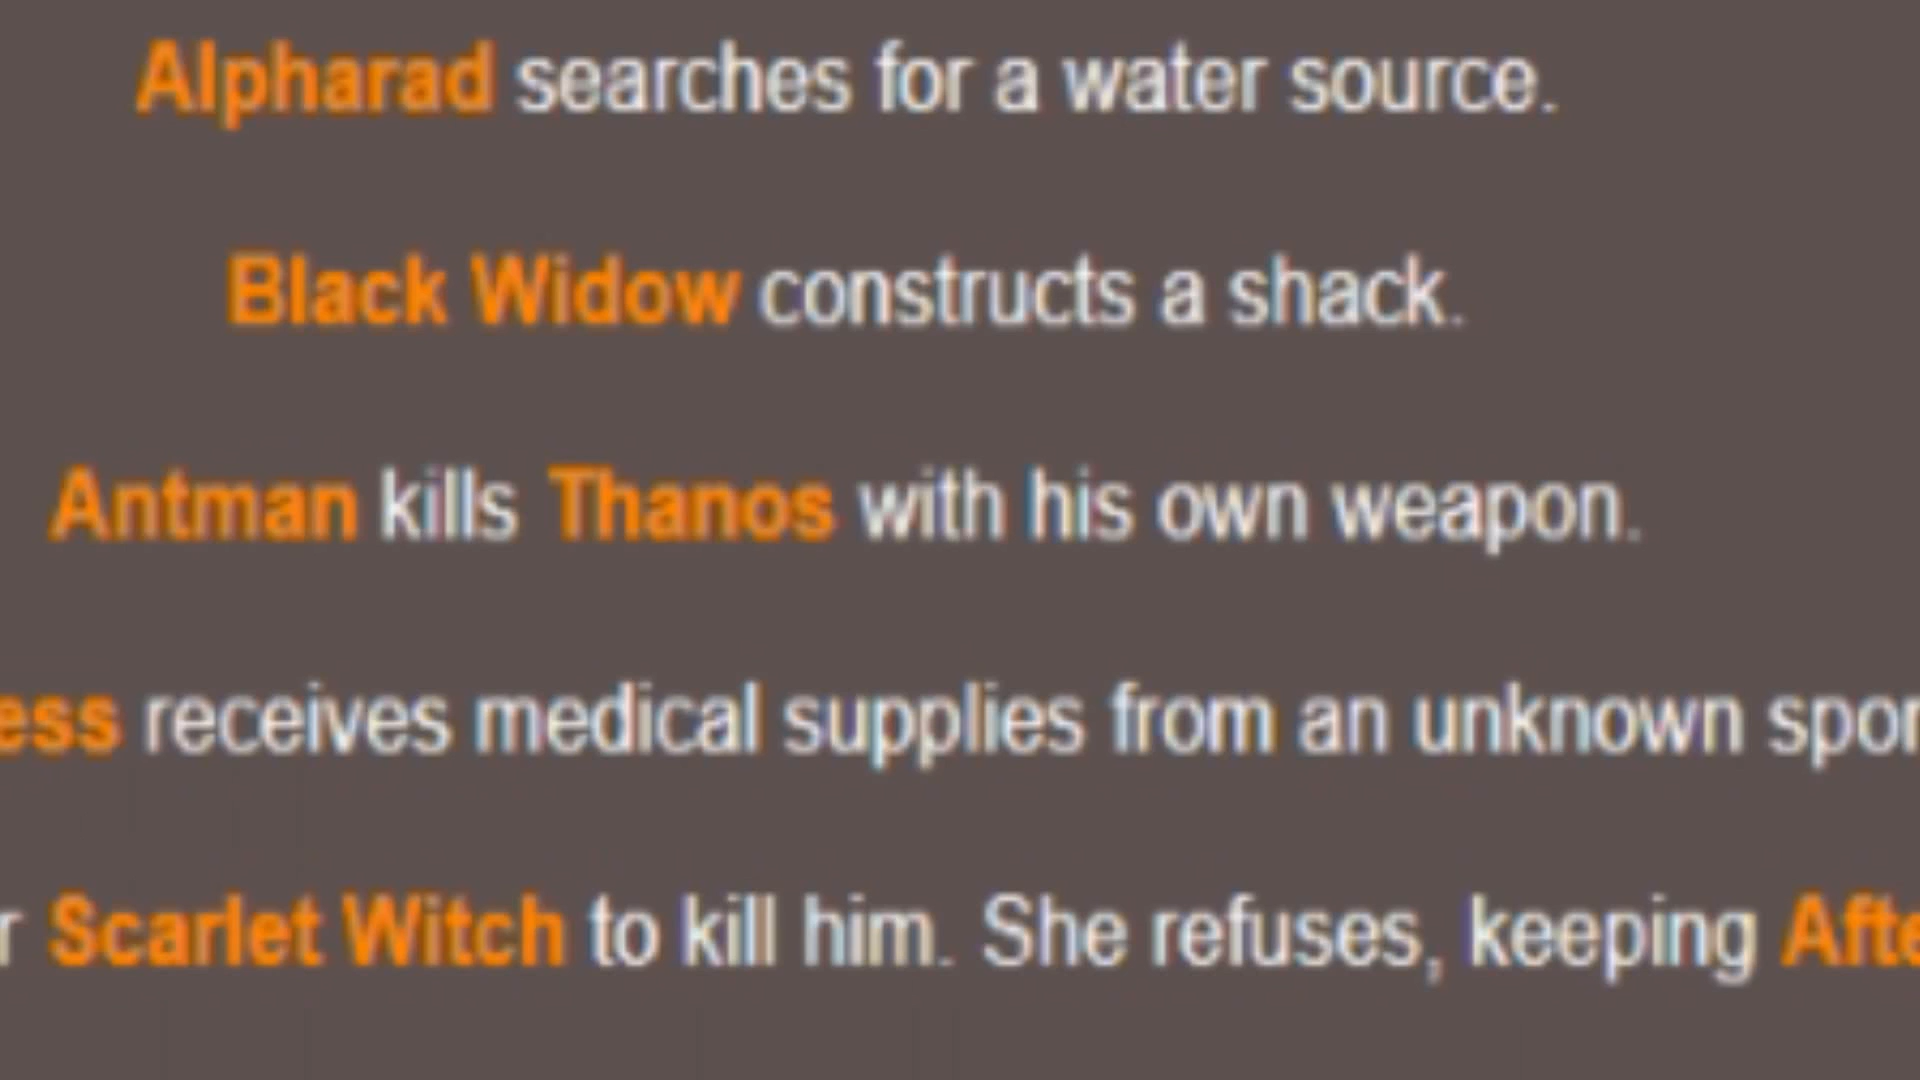 Alpharad searches for a water source.
Black Widow constructs a shack.
Antman kills Thanos with his own weapon.
ess receives medical supplies from an unknown spon
r Scarlet Witch to kill him. She refuses, keeping Afte